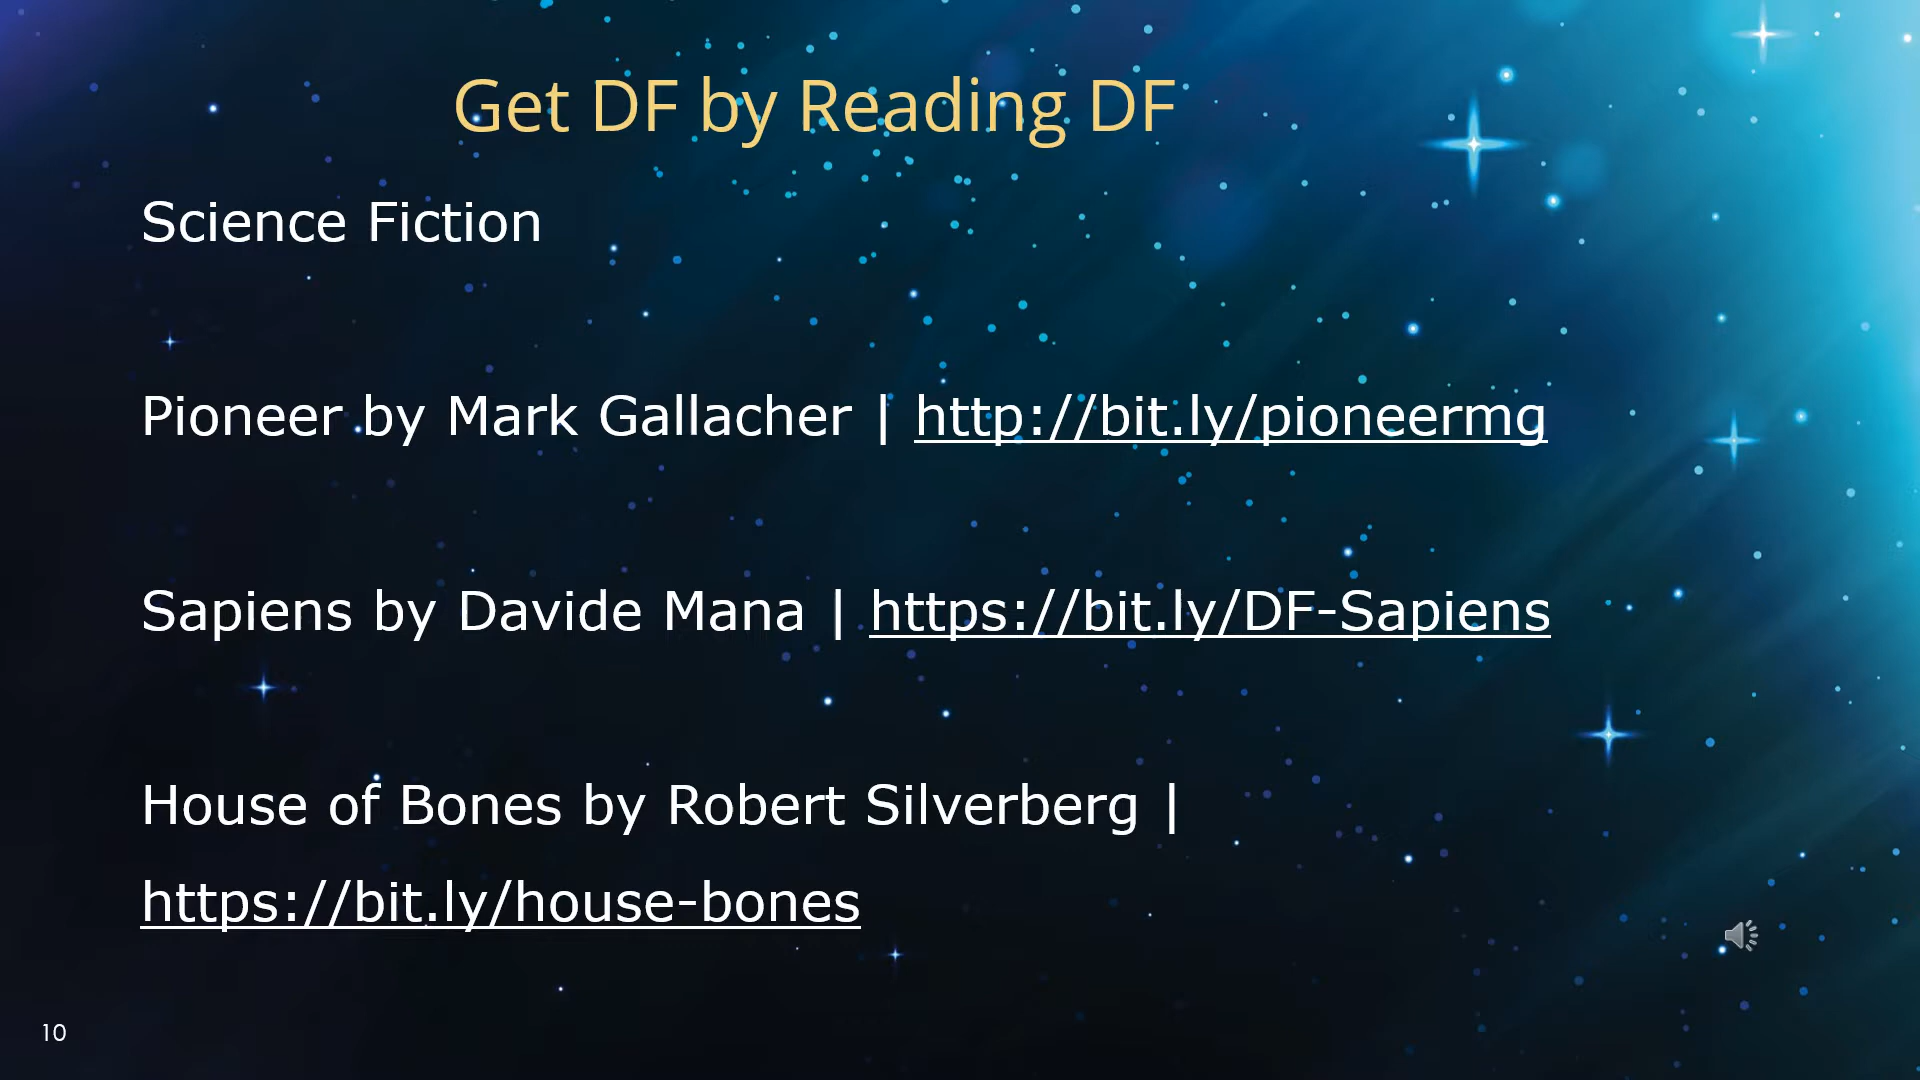 Get DF by Reading DF
Science Fiction
Pioneer by Mark Gallacher | http://bit.ly/pioneermg
Sapiens by Davide Mana | https://bit.ly/DF-Sapiens
House of Bones by Robert Silverberg |
https://bit.ly/house-bones
10